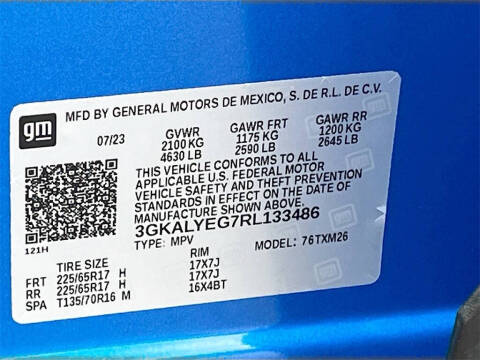 MFD BY GENERAL MOTORS DE MEXICO, S. DE R.L. DE C.V.
gm
07/23 GVWR GAWR FRT GAWR RR
2100 KG 1175 KG 1200 KG
4630 LB 2590 LB 2645 LB
THIS VEHICLE CONFORMS TO ALL
APPLICABLE U.S. FEDERAL MOTOR
VEHICLE SAFETY AND THEFT PREVENTION
STANDARDS IN EFFECT ON THE DATE
OF MANUFACTURE SHOWN ABOVE.
3GKALYEG7RL133486
121H
TYPE: MPV MODEL: 76TXM26
TIRE SIZE RIM
FRT 225/65R17 H 17X7J
RR 225/65R17 H 17X7J
SPA T135/70R16 M 16X4BT